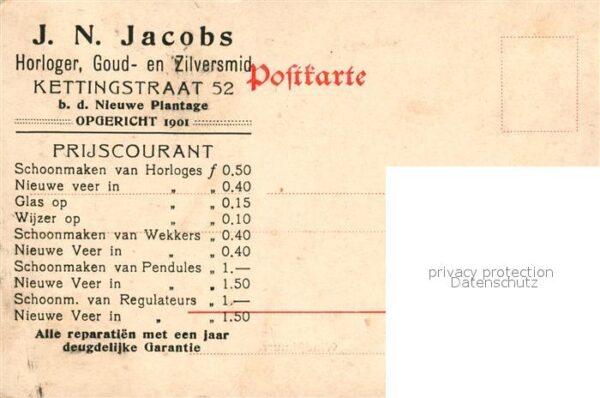 J. N. Jacobs
Horloger, Goud- en Zilversmid
KETTINGSTRAAT 52
b. d. Nieuwe Plantage
OPGERICHT 1901
Poſtkarte
PRIJSCOURANT
Schoonmaken van Horloges ƒ 0,50
Nieuwe veer in „ „ 0.40
Glas op „ „ 0,15
Wijzer op „ „ 0,10
Schoonmaken van Wekkers „ 0.40
Nieuwe Veer in „ „ 0.40
Schoonmaken van Pendules „ 1.—
Nieuwe Veer in „ „ 1.50
Schoonm. van Regulateurs „ 1.—
Nieuwe Veer in „ „ 1.50
Alle reparatiën met een jaar
deugdelijke Garantie
privacy protection
Datenschutz